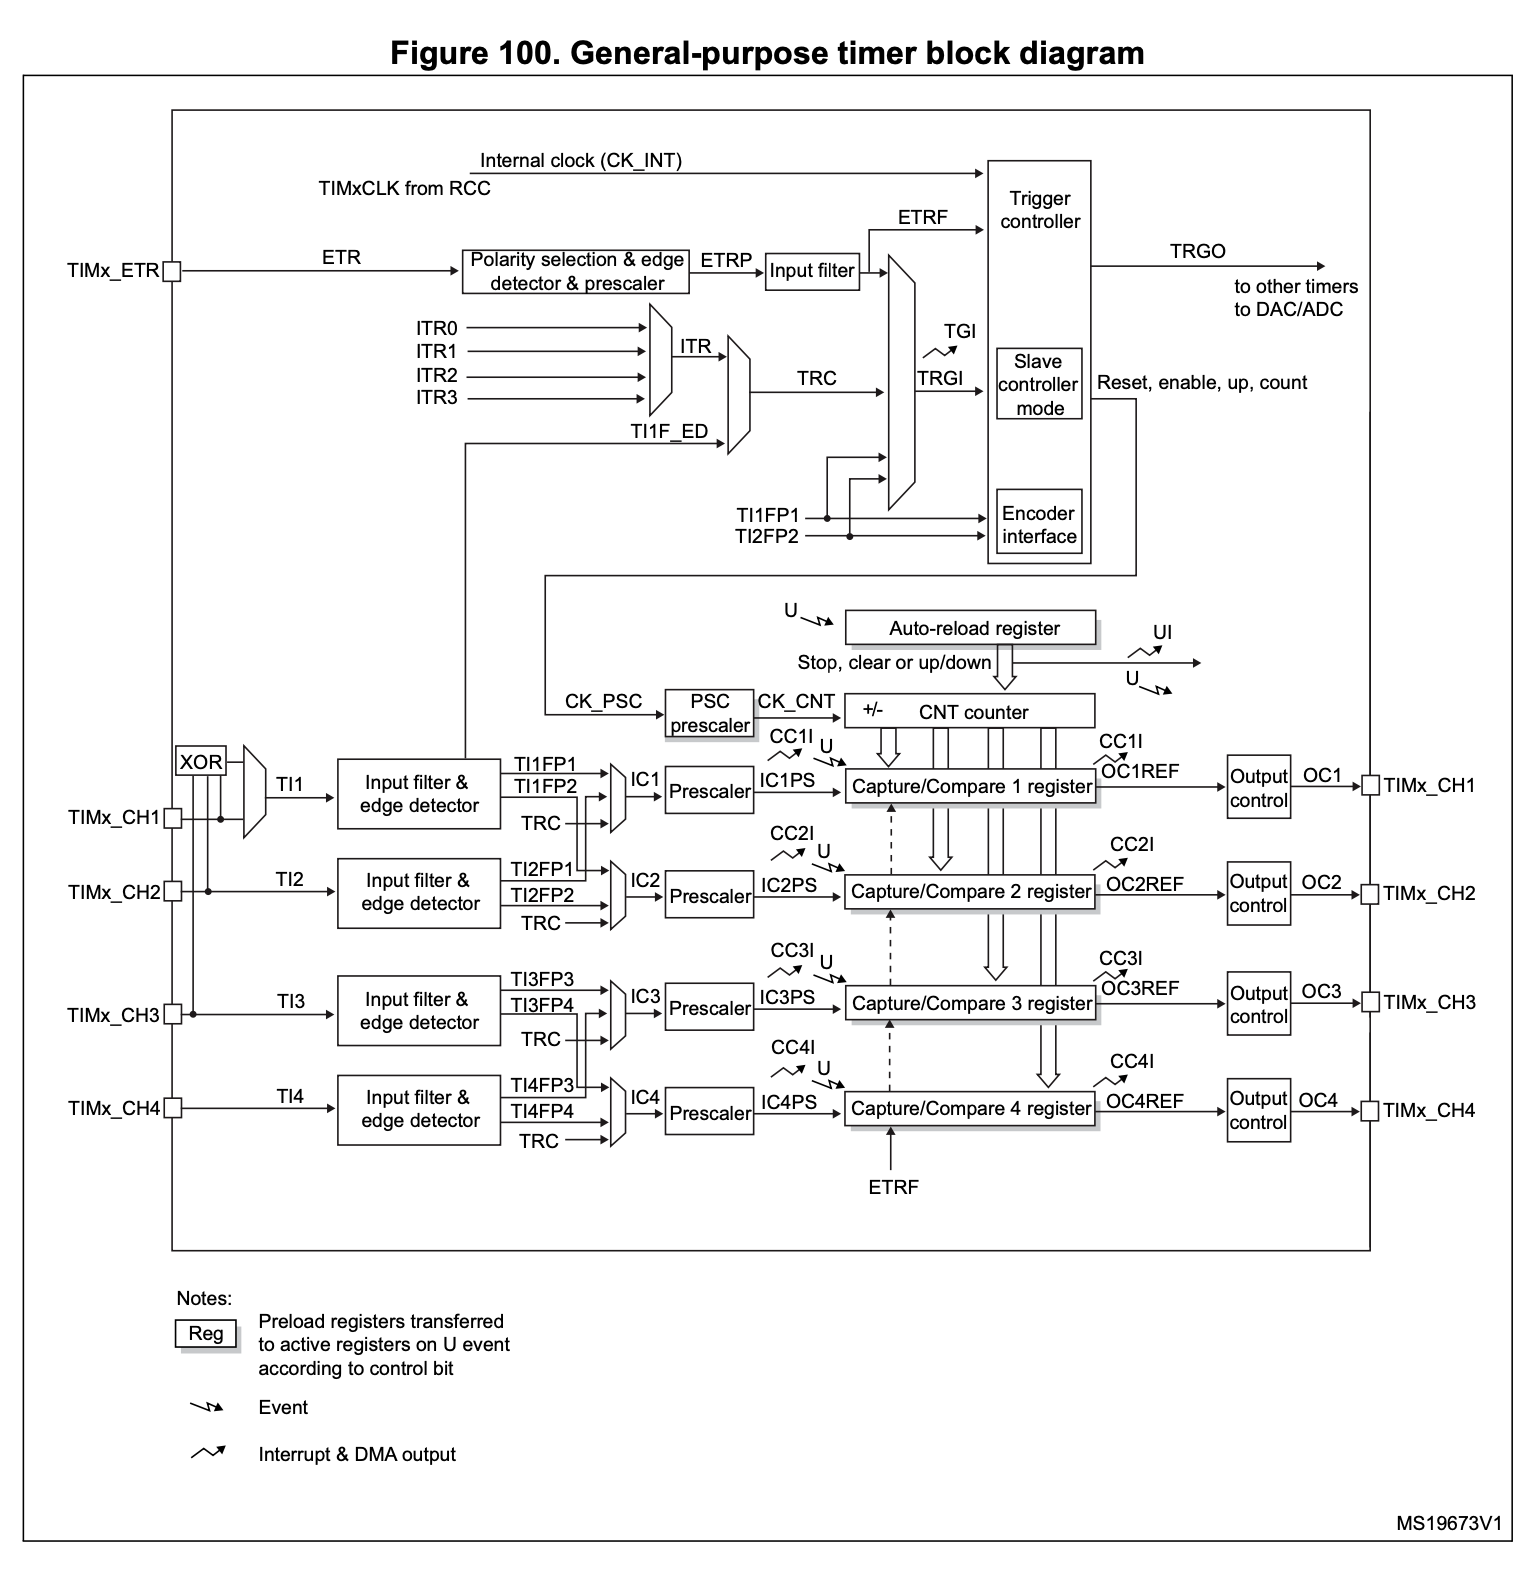 Figure 100. General-purpose timer block diagram
Internal clock (CK_INT)
TIMxCLK from RCC
Trigger
controller
ETRF
TIMx_ETR
ETR
Polarity selection & edge
detector & prescaler
ETRP
Input filter
TRGO
to other timers
to DAC/ADC
ITR0
ITR1
ITR2
ITR3
ITR
TRC
TGI
TRGI
Slave
controller
mode
Reset, enable, up, count
TI1F_ED
TI1FP1
TI2FP2
Encoder
interface
U
Auto-reload register
UI
Stop, clear or up/down
U
CK_PSC
PSC
prescaler
CK_CNT
+/-
CNT counter
XOR
TI1
TIMx_CH1
Input filter &
edge detector
TI1FP1
TI1FP2
TRC
IC1
Prescaler
IC1PS
CC1I
U
Capture/Compare 1 register
CC1I
OC1REF
Output
control
OC1
TIMx_CH1
TIMx_CH2
TI2
Input filter &
edge detector
TI2FP1
TI2FP2
TRC
IC2
Prescaler
IC2PS
CC2I
U
Capture/Compare 2 register
CC2I
OC2REF
Output
control
OC2
TIMx_CH2
TIMx_CH3
TI3
Input filter &
edge detector
TI3FP3
TI3FP4
TRC
IC3
Prescaler
IC3PS
CC3I
U
Capture/Compare 3 register
CC3I
OC3REF
Output
control
OC3
TIMx_CH3
TIMx_CH4
TI4
Input filter &
edge detector
TI4FP3
TI4FP4
TRC
IC4
Prescaler
IC4PS
CC4I
U
Capture/Compare 4 register
CC4I
OC4REF
Output
control
OC4
TIMx_CH4
ETRF
Notes:
Reg
Preload registers transferred
to active registers on U event
according to control bit
Event
Interrupt & DMA output
MS19673V1